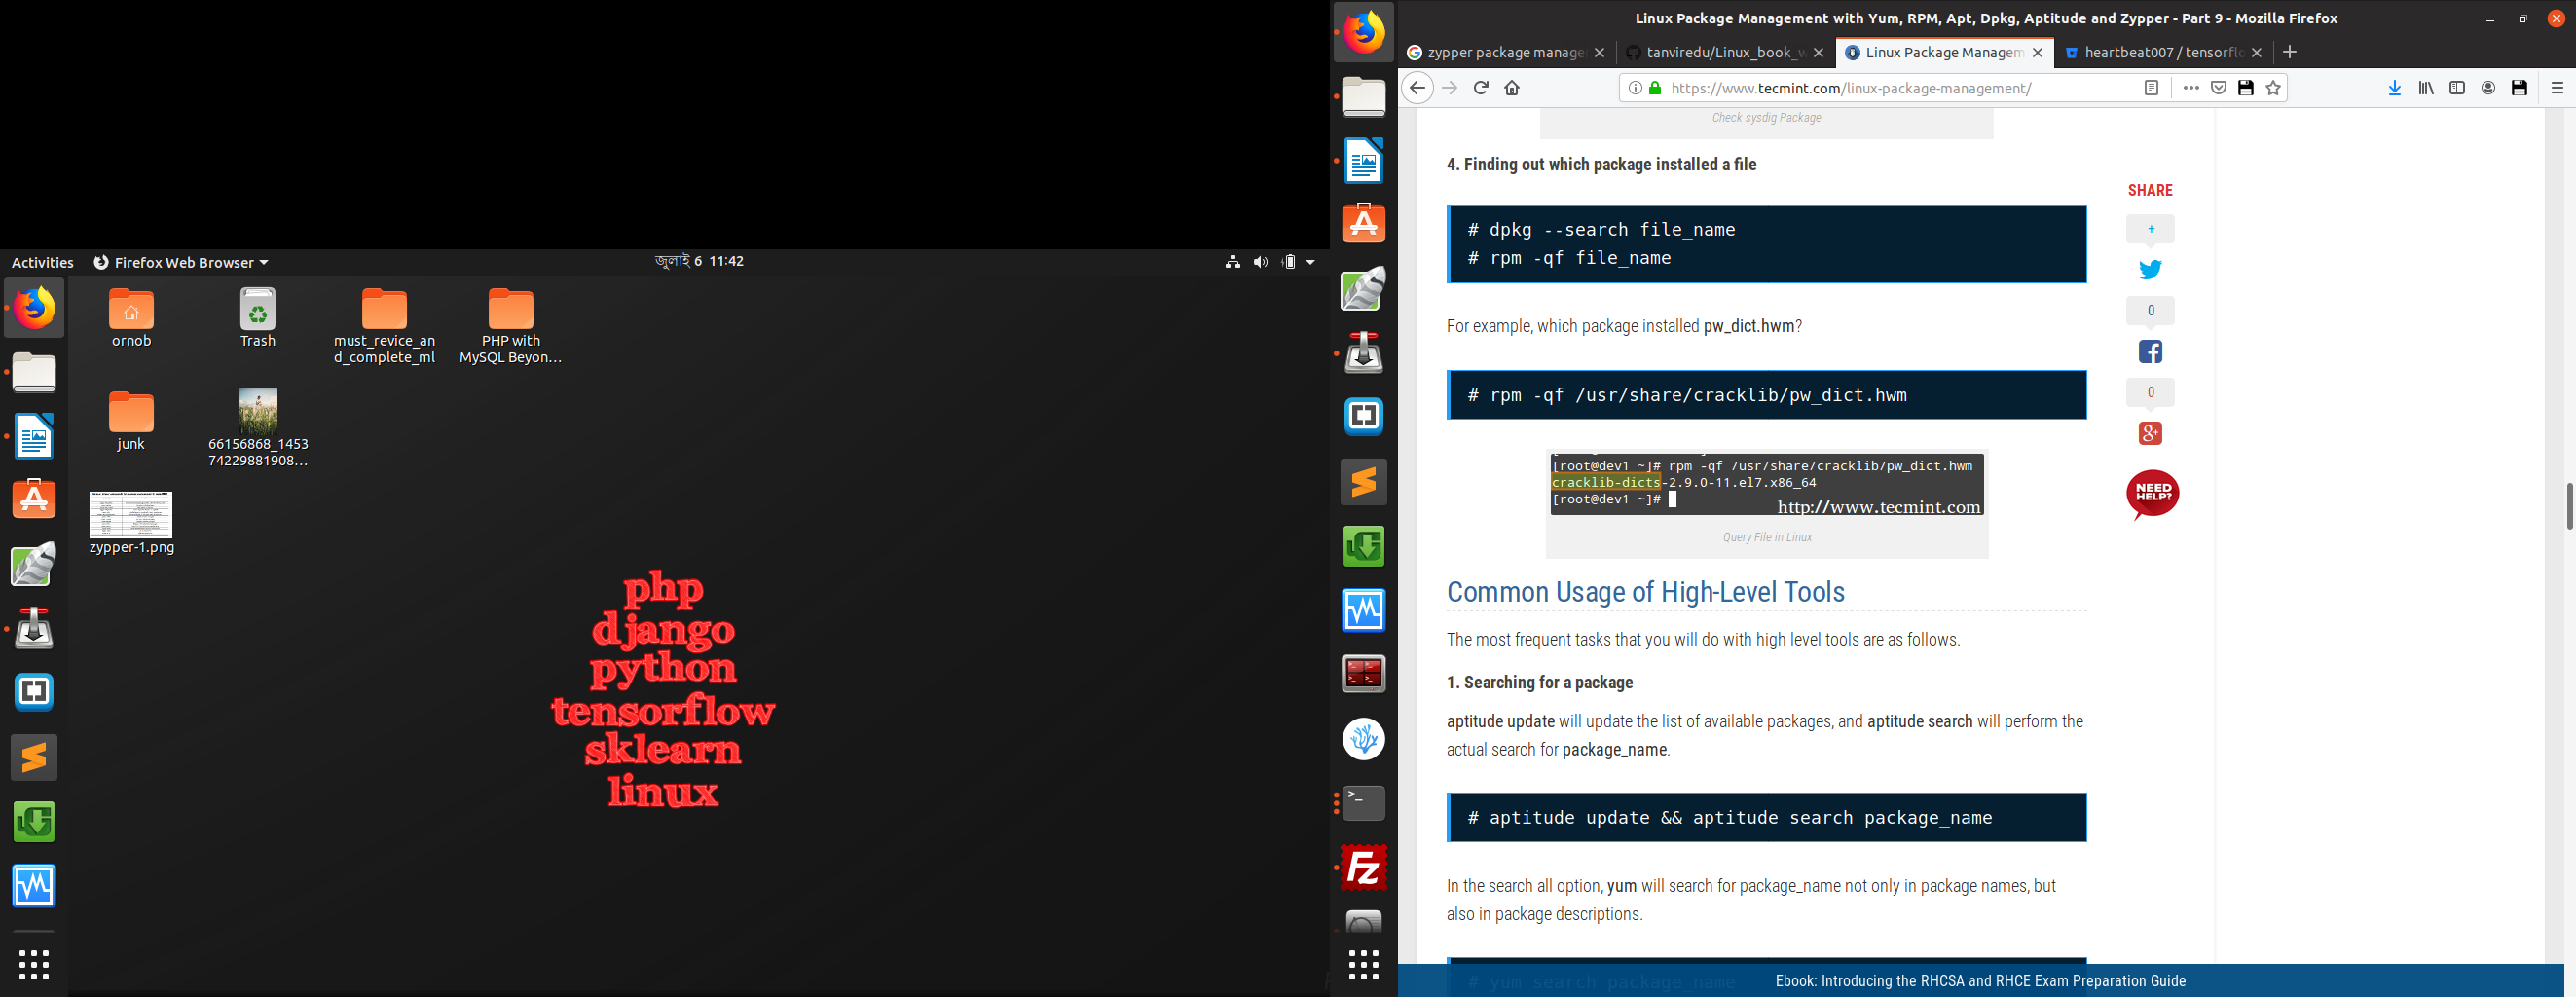 Activities
Firefox Web Browser
জুলাই 6 11:42
ornob
Trash
must_revice_an
d_complete_ml
PHP with
MySQL Beyon...
junk
66156868_1453
74229881908...
zypper-1.png
php
django
python
tensorflow
sklearn
linux
Linux Package Management with Yum, RPM, Apt, Dpkg, Aptitude and Zypper - Part 9 - Mozilla Firefox
zypper package manage
tanviredu/Linux_book_w
Linux Package Managem
heartbeat007 / tensorflo
https://www.tecmint.com/linux-package-management/
Check sysdig Package
4. Finding out which package installed a file
# dpkg --search file_name
# rpm -qf file_name
For example, which package installed pw_dict.hwm?
# rpm -qf /usr/share/cracklib/pw_dict.hwm
[root@dev1 ~]# rpm -qf /usr/share/cracklib/pw_dict.hwm
cracklib-dicts-2.9.0-11.el7.x86_64
[root@dev1 ~]#
http://www.tecmint.com
Query File in Linux
Common Usage of High-Level Tools
The most frequent tasks that you will do with high level tools are as follows.
1. Searching for a package
aptitude update will update the list of available packages, and aptitude search will perform the
actual search for package_name.
# aptitude update && aptitude search package_name
In the search all option, yum will search for package_name not only in package names, but
also in package descriptions.
# yum search package_name
Ebook: Introducing the RHCSA and RHCE Exam Preparation Guide
SHARE
+
0
0
NEED
HELP?